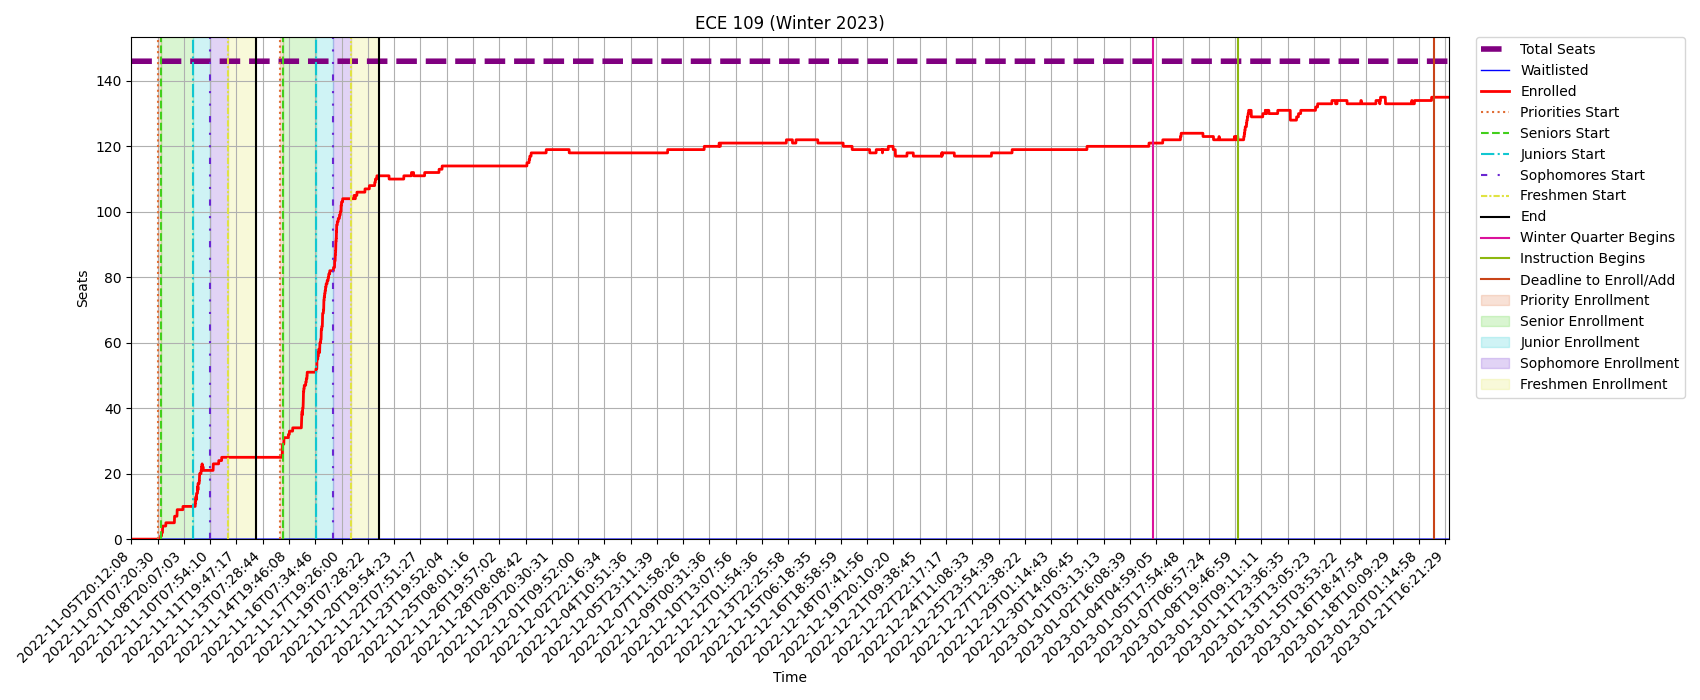 ECE 109 (Winter 2023)
140
120
100
80
60
40
20
0
Seats
2022-11-05T20:12:08
2022-11-07T07:20:30
2022-11-08T20:07:03
2022-11-10T07:54:10
2022-11-11T19:47:17
2022-11-13T07:28:44
2022-11-14T19:46:08
2022-11-16T07:34:46
2022-11-17T19:26:00
2022-11-19T07:28:22
2022-11-20T19:54:23
2022-11-22T07:51:27
2022-11-23T19:52:04
2022-11-25T08:01:16
2022-11-26T19:57:02
2022-11-28T08:08:42
2022-11-29T20:30:31
2022-12-01T09:52:00
2022-12-02T22:16:34
2022-12-04T10:51:36
2022-12-05T23:11:39
2022-12-07T11:58:26
2022-12-09T00:31:36
2022-12-10T13:07:56
2022-12-12T01:54:36
2022-12-13T22:25:58
2022-12-15T06:18:35
2022-12-16T18:58:59
2022-12-18T07:41:56
2022-12-19T20:10:20
2022-12-21T09:38:45
2022-12-22T22:17:17
2022-12-24T11:08:33
2022-12-25T23:54:39
2022-12-27T12:38:22
2022-12-29T01:14:43
2022-12-30T14:06:45
2023-01-01T03:13:13
2023-01-02T16:08:39
2023-01-04T04:59:05
2023-01-05T17:54:48
2023-01-07T06:57:24
2023-01-08T19:46:59
2023-01-10T09:11:11
2023-01-11T23:36:35
2023-01-13T13:05:23
2023-01-15T03:53:22
2023-01-16T18:47:54
2023-01-18T10:09:29
2023-01-20T01:14:58
2023-01-21T16:21:29
Time
Total Seats
Waitlisted
Enrolled
Priorities Start
Seniors Start
Juniors Start
Sophomores Start
Freshmen Start
End
Winter Quarter Begins
Instruction Begins
Deadline to Enroll/Add
Priority Enrollment
Senior Enrollment
Junior Enrollment
Sophomore Enrollment
Freshmen Enrollment